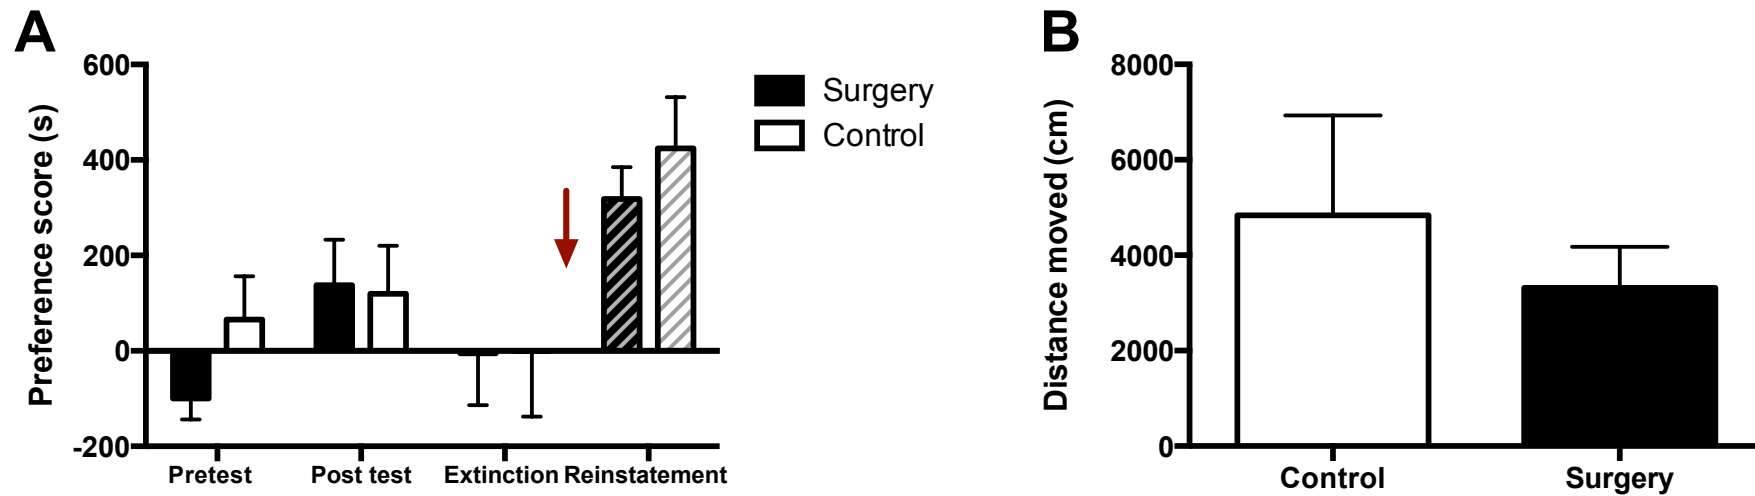 A
Preference score (s)
600
400
200
0
-200
Pretest
Post test
Extinction
Reinstatement
Surgery
Control
B
Distance moved (cm)
8000
6000
4000
2000
0
Control
Surgery